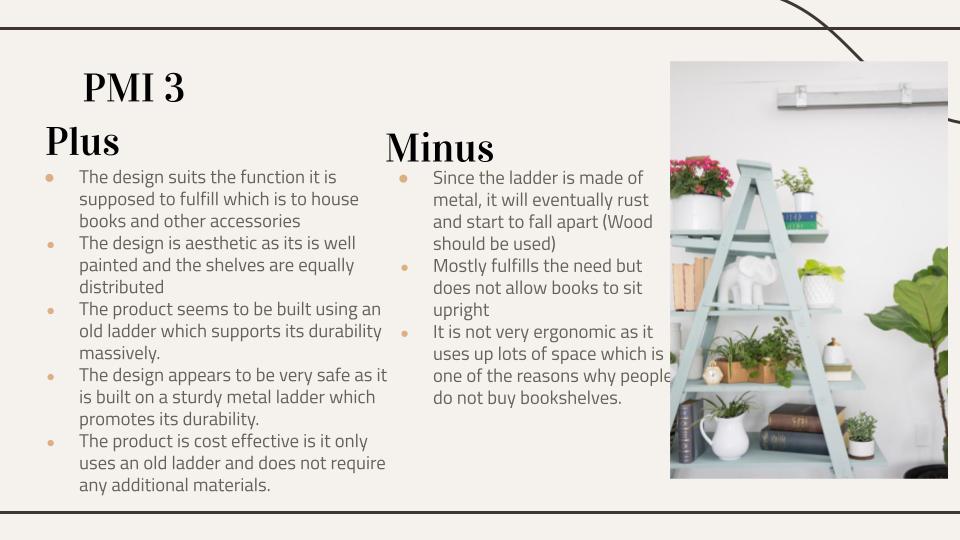 PMI 3
Plus
The design suits the function it is
supposed to fulfill which is to house
books and other accessories
The design is aesthetic as its is well
painted and the shelves are equally
distributed
The product seems to be built using an
old ladder which supports its durability
massively.
The design appears to be very safe as it
is built on a sturdy metal ladder which
promotes its durability.
The product is cost effective is it only
uses an old ladder and does not require
any additional materials.
Minus
Since the ladder is made of
metal, it will eventually rust
and start to fall apart (Wood
should be used)
Mostly fulfills the need but
does not allow books to sit
upright
It is not very ergonomic as it
uses up lots of space which is
one of the reasons why people
do not buy bookshelves.